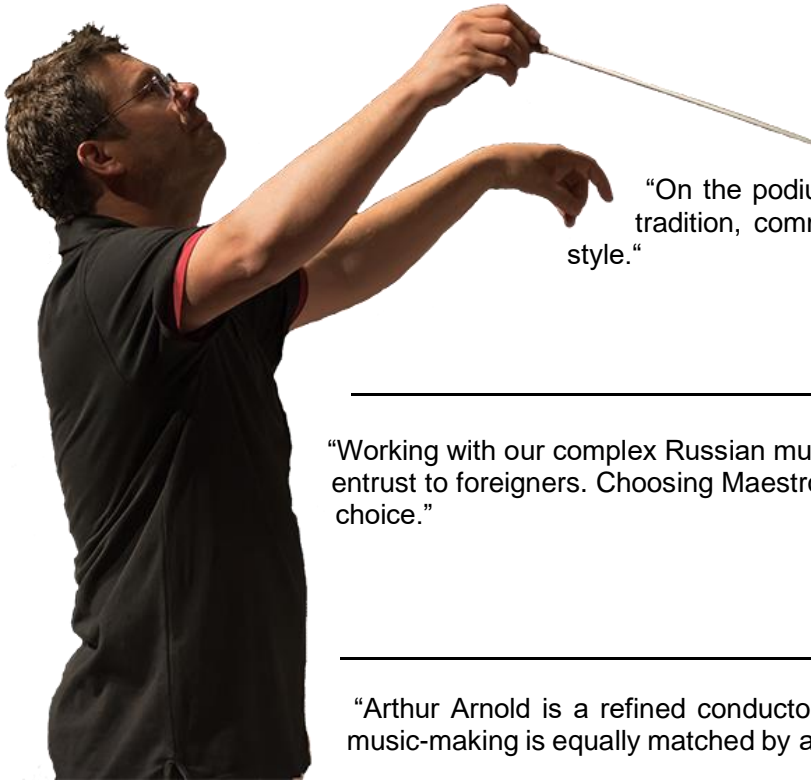 “On the podiu
tradition, comm
style.“
“Working with our complex Russian mu
entrust to foreigners. Choosing Maestro
choice.”
“Arthur Arnold is a refined conducto
music-making is equally matched by a